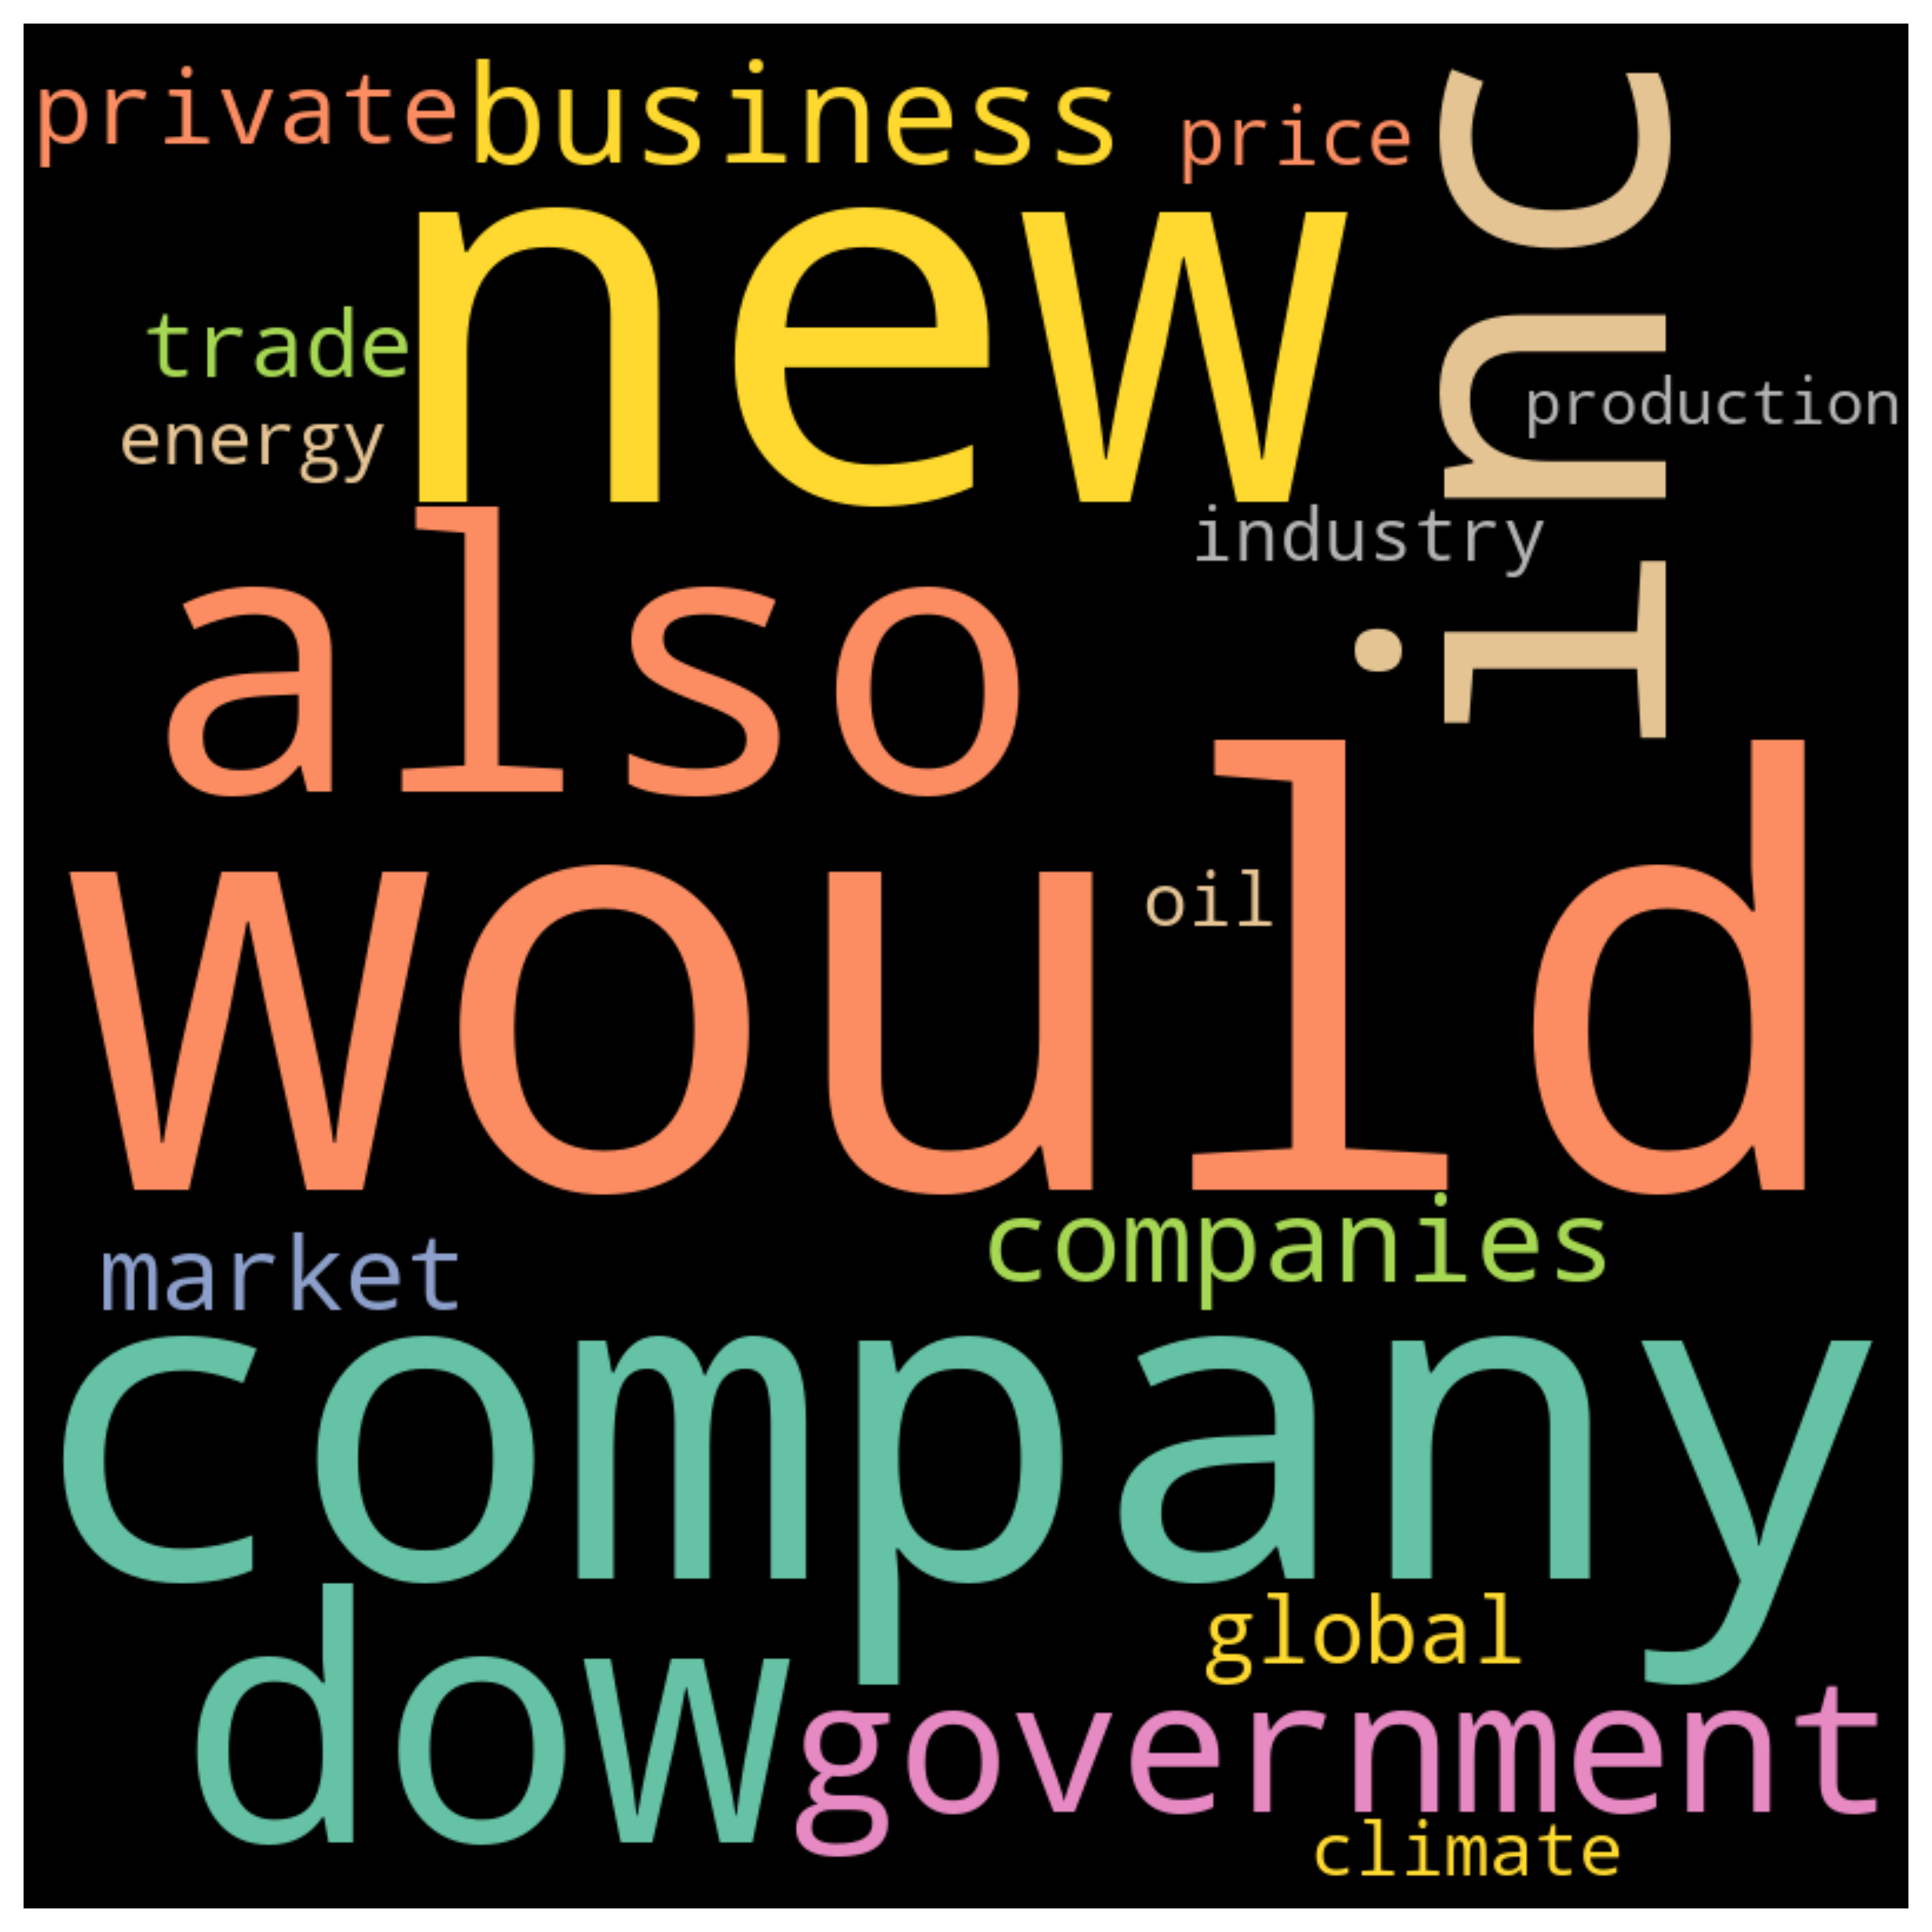 private business price
new
inc
trade
production
energy
industry
also
would
oil
companies
market
company
global
dow
government
climate